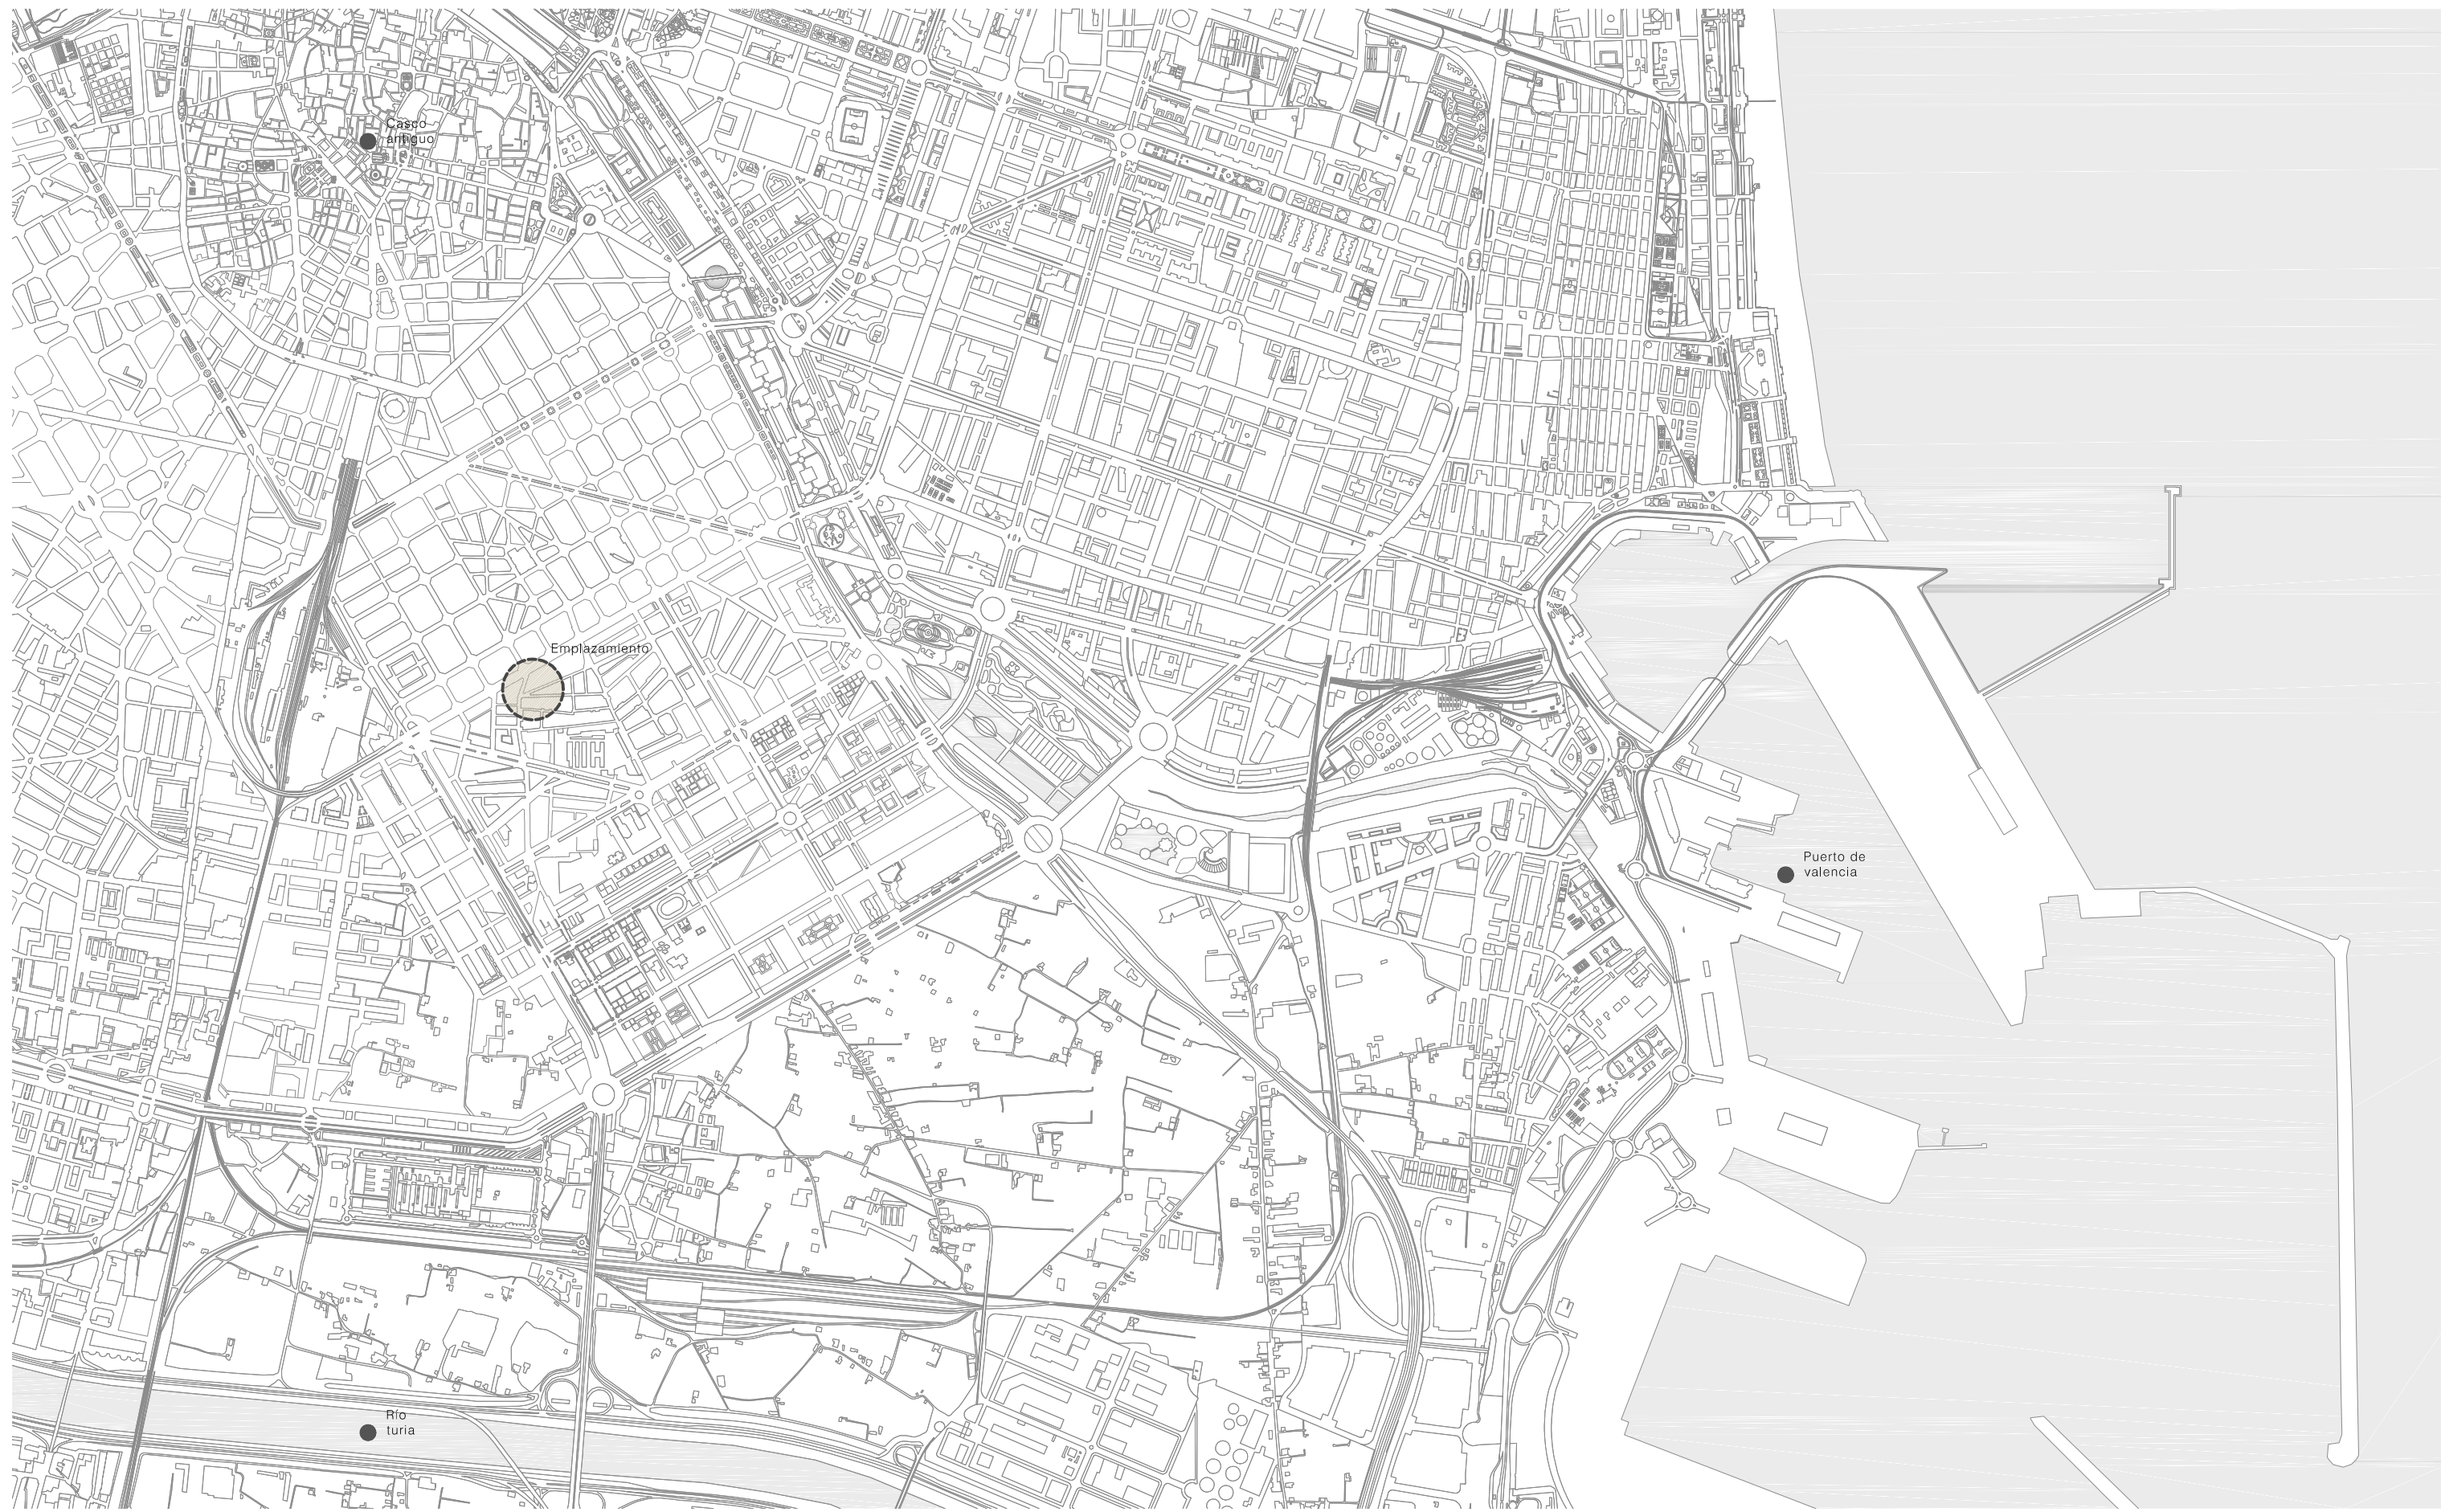 Casco
antiguo
Emplazamiento
Puerto de
valencia
Río
turia